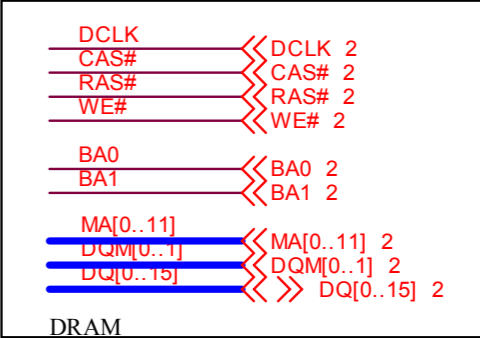 DCLK DCLK 2
CAS# CAS# 2
RAS# RAS# 2
WE# WE# 2
BA0 BA0 2
BA1 BA1 2
MA[0..11] MA[0..11] 2
DQM[0..1] DQM[0..1] 2
DQ[0..15] DQ[0..15] 2
DRAM